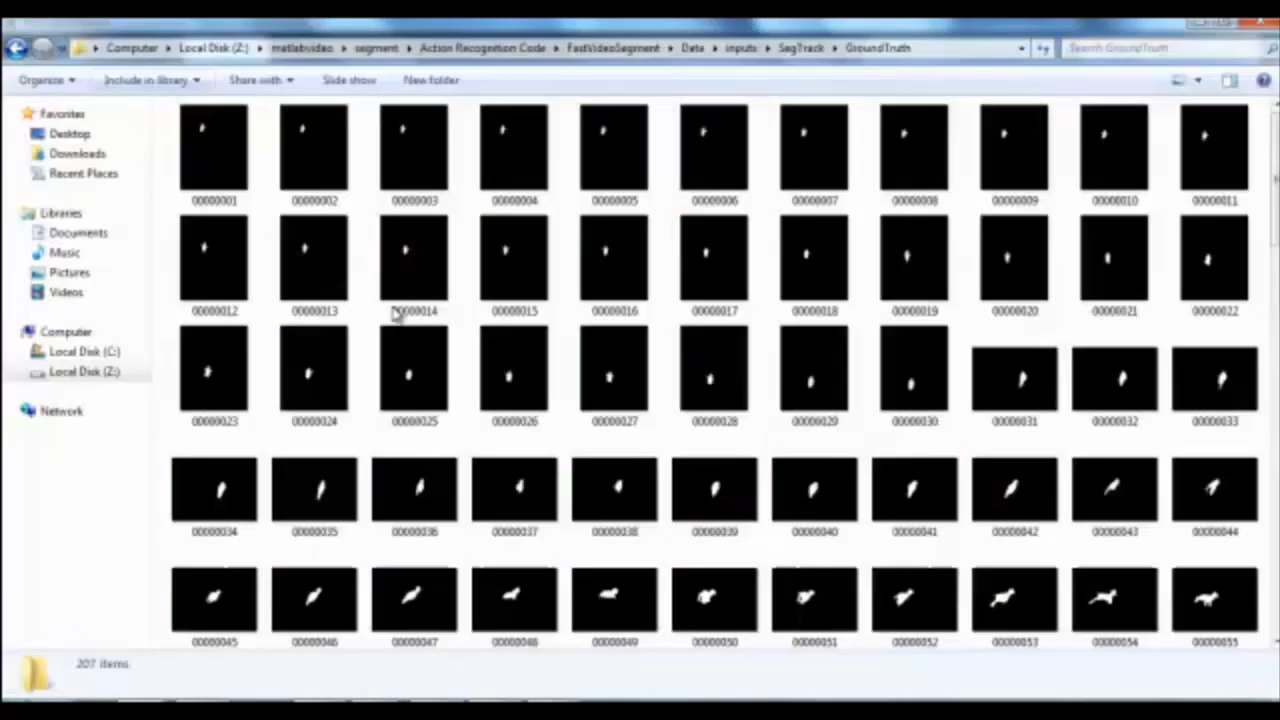 Computer Local Disk (Z:) matlabvideo segment Action Recognition Code FastVideoSegment Data inputs SegTrack GroundTruth Search GroundTruth
Organize Include in library Share with Slide show New folder
Favorites
Desktop
Downloads
Recent Places
Libraries
Documents
Music
Pictures
Videos
Computer
Local Disk (C:)
Local Disk (Z:)
Network
00000001 00000002 00000003 00000004 00000005 00000006 00000007 00000008 00000009 00000010 00000011
00000012 00000013 00000014 00000015 00000016 00000017 00000018 00000019 00000020 00000021 00000022
00000023 00000024 00000025 00000026 00000027 00000028 00000029 00000030 00000031 00000032 00000033
00000034 00000035 00000036 00000037 00000038 00000039 00000040 00000041 00000042 00000043 00000044
00000045 00000046 00000047 00000048 00000049 00000050 00000051 00000052 00000053 00000054 00000055
207 items